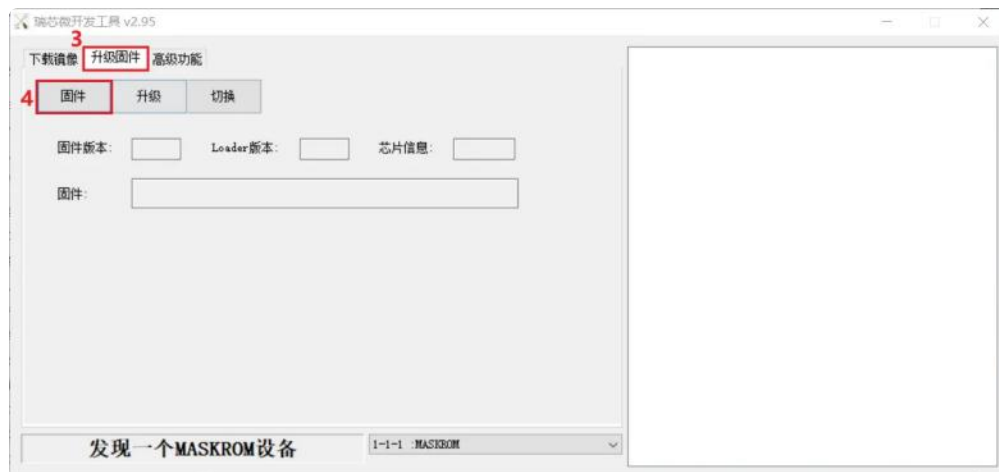 瑞芯微开发工具 v2.95
3
下载镜像 升级固件 高级功能
4 固件 升级 切换
固件版本: Loader版本: 芯片信息:
固件:
发现一个MASKROM设备 1-1-1 :MASKROM